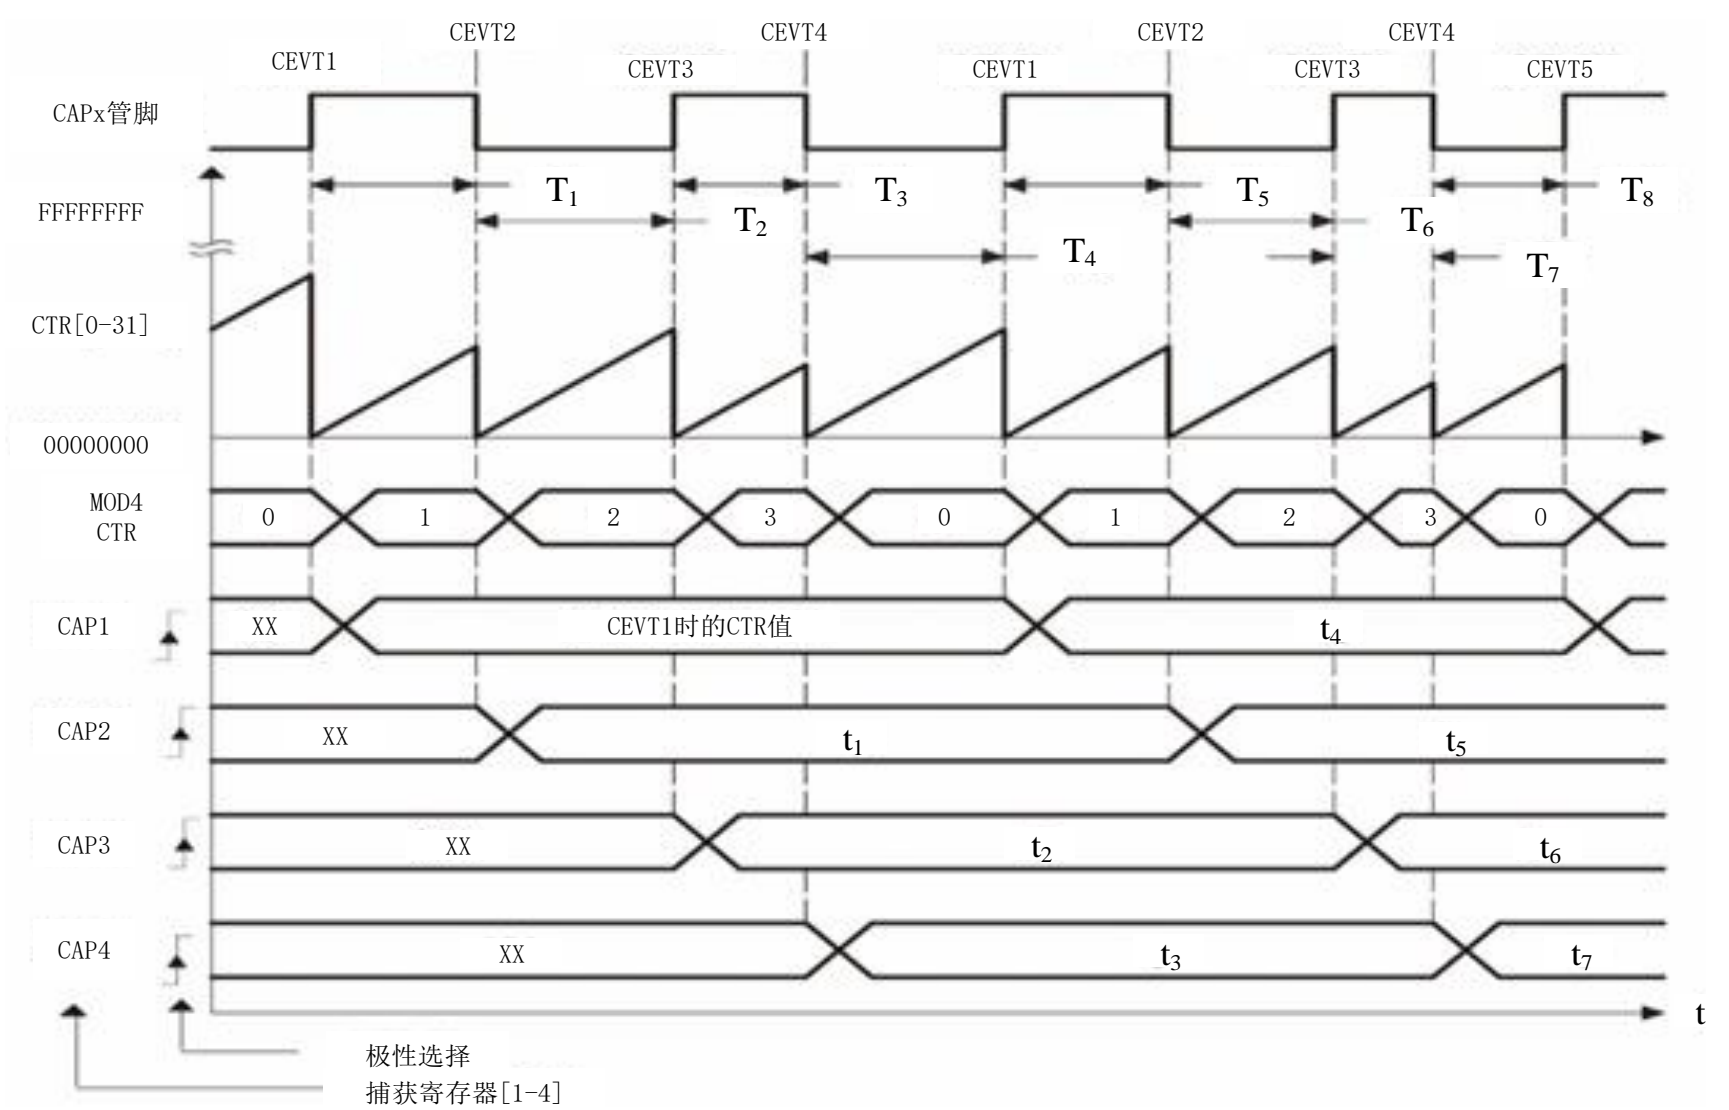 CEVT2 CEVT4 CEVT2 CEVT4
CEVT1 CEVT3 CEVT1 CEVT3 CEVT5
CAPx管脚
T1 T3 T5 T8
FFFFFFFF T2 T6
T4 T7
CTR[0-31]
00000000
MOD4
CTR
0 1 2 3 0 1 2 3 0
CAP1 XX CEVT1时的CTR值 t4
CAP2 XX t1 t5
CAP3 XX t2 t6
CAP4 XX t3 t7
t
极性选择
捕获寄存器[1-4]